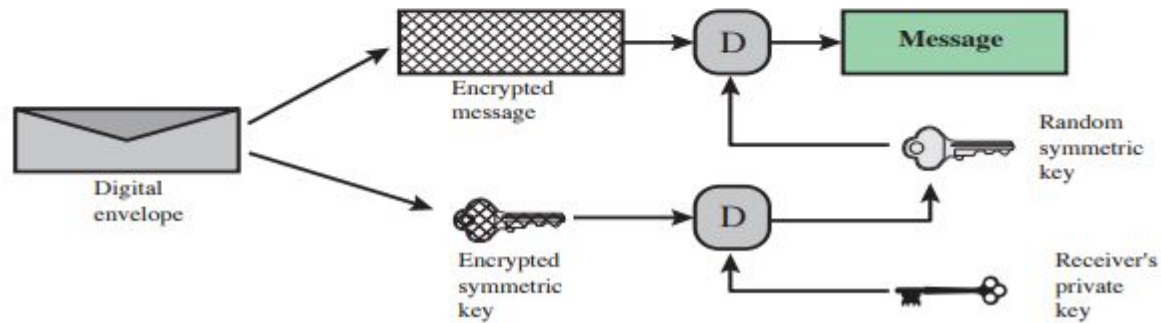 D
Message
Encrypted
message
Random
symmetric
key
Digital
envelope
D
Encrypted
symmetric
key
Receiver's
private
key